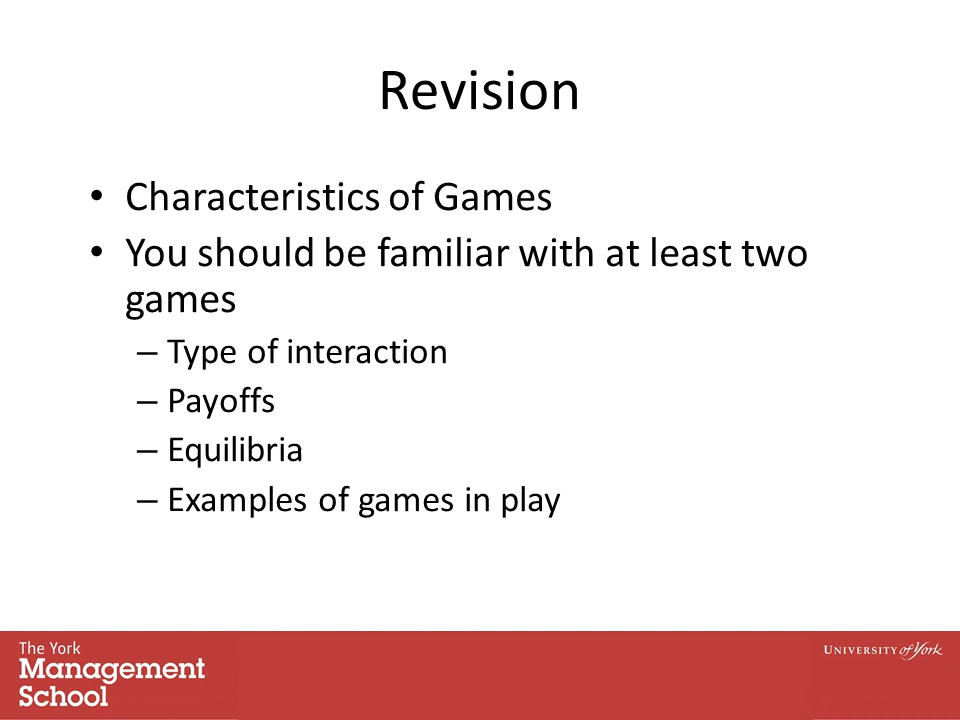 Revision
• Characteristics of Games
• You should be familiar with at least two
games
– Type of interaction
– Payoffs
– Equilibria
– Examples of games in play
The York
Management
School
UNIVERSITY of York